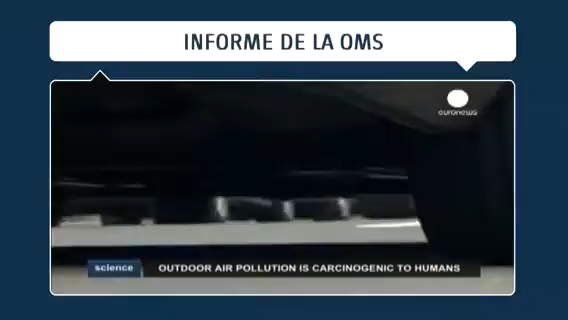 INFORME DE LA OMS
euronews
science
OUTDOOR AIR POLLUTION IS CARCINOGENIC TO HUMANS